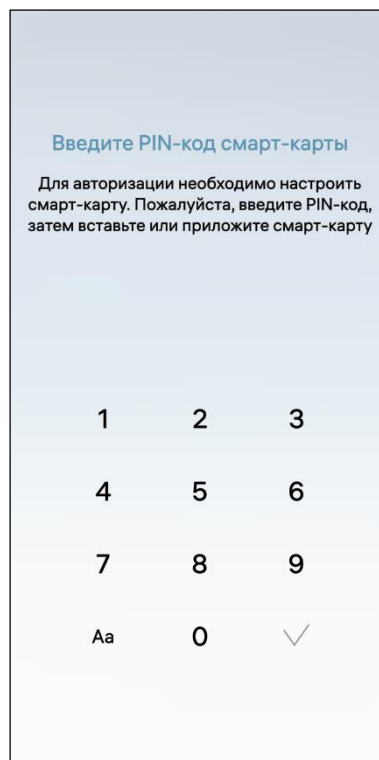 Введите PIN-код смарт-карты
Для авторизации необходимо настроить
смарт-карту. Пожалуйста, введите PIN-код,
затем вставьте или приложите смарт-карту
1 2 3
4 5 6
7 8 9
Aa 0